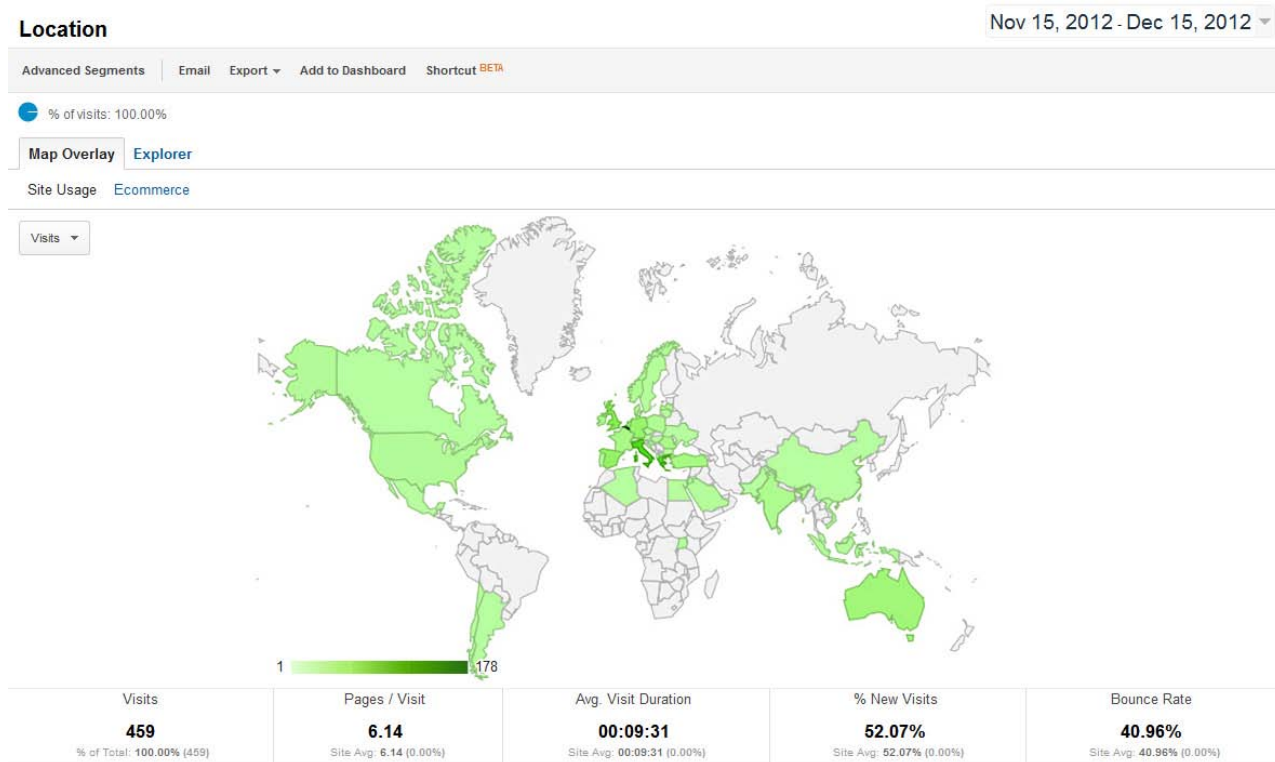 Location
Nov 15, 2012 - Dec 15, 2012
Advanced Segments Email Export Add to Dashboard Shortcut BETA
% of visits: 100.00%
Map Overlay Explorer
Site Usage Ecommerce
Visits
1 178
Visits Pages / Visit Avg. Visit Duration % New Visits Bounce Rate
459 6.14 00:09:31 52.07% 40.96%
% of Total: 100.00% (459) Site Avg: 6.14 (0.00%) Site Avg: 00:09:31 (0.00%) Site Avg: 52.07% (0.00%) Site Avg: 40.96% (0.00%)